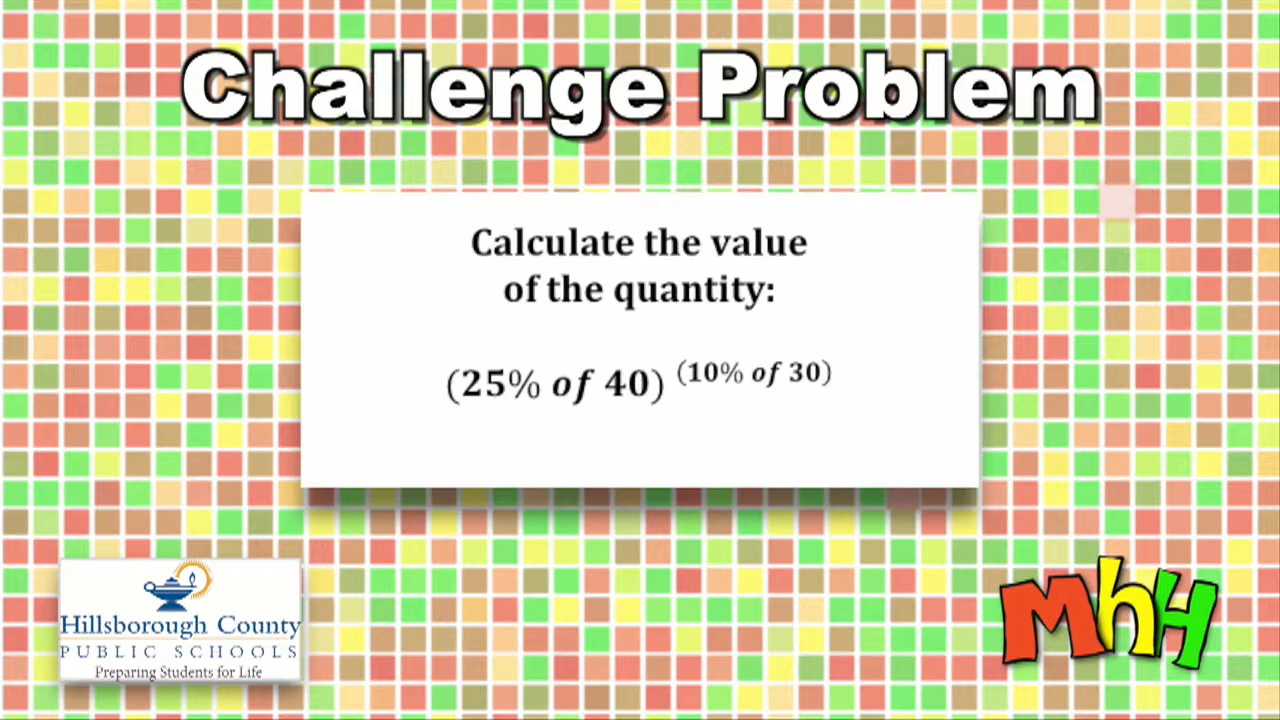 Challenge Problem
Calculate the value
of the quantity:
(25% of 40) (10% of 30)
Hillsborough County
PUBLIC SCHOOLS
Preparing Students for Life
MhH